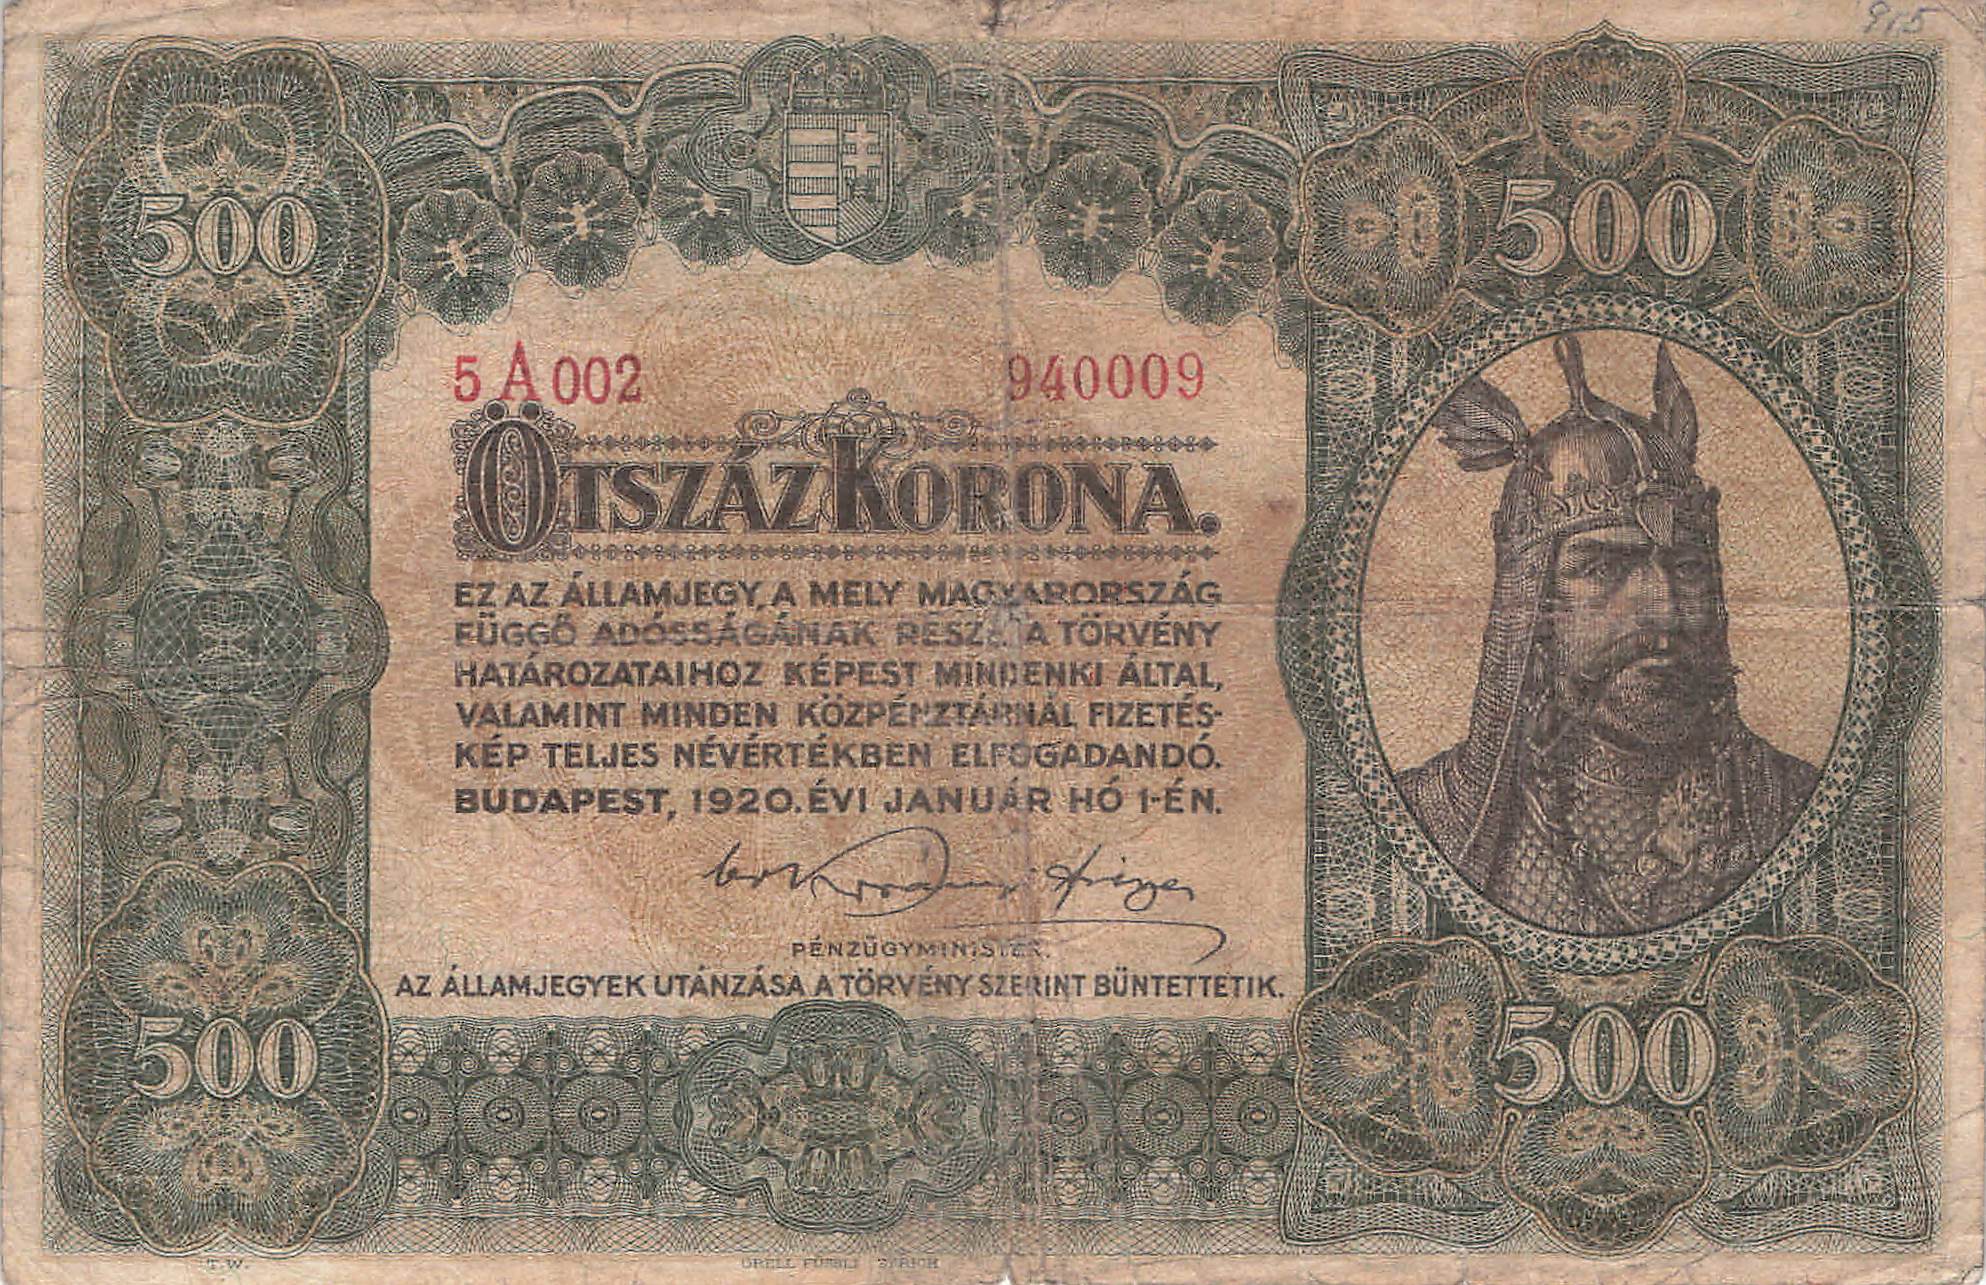 915
500
500
5 A 002 940009
ÖTSZÁZ KORONA.
EZ AZ ÁLLAMJEGY, A MELY MAGYARORSZÁG
FÜGGŐ ADÓSSÁGÁNAK RÉSZE, A TÖRVÉNY
HATÁROZATAIHOZ KÉPEST MINDENKI ÁLTAL,
VALAMINT MINDEN KÖZPÉNZTÁRNÁL FIZETÉS-
KÉP TELJES NÉVÉRTÉKBEN ELFOGADANDÓ.
BUDAPEST, 1920. ÉVI JANUÁR HÓ 1-ÉN.
PÉNZÜGYMINISTER.
AZ ÁLLAMJEGYEK UTÁNZÁSA A TÖRVÉNY SZERINT BÜNTETTETIK.
500
500
T. W. ORELL FÜSSLI ZÜRICH